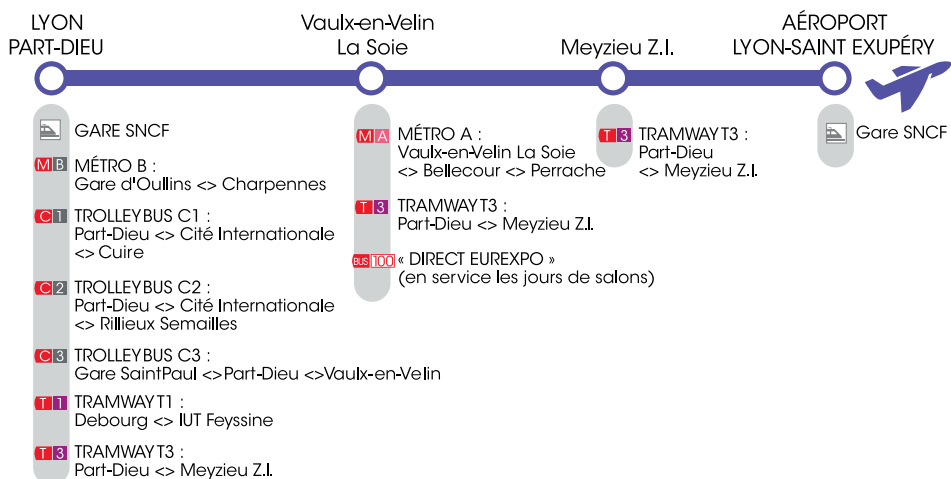 LYON
PART-DIEU
Vaulx-en-Velin
La Soie
Meyzieu Z.I.
AÉROPORT
LYON-SAINT EXUPÉRY
GARE SNCF
M B MÉTRO B :
Gare d'Oullins <> Charpennes
C 1 TROLLEYBUS C1 :
Part-Dieu <> Cité Internationale
<> Cuire
C 2 TROLLEYBUS C2 :
Part-Dieu <> Cité Internationale
<> Rillieux Semailles
C 3 TROLLEYBUS C3 :
Gare SaintPaul <>Part-Dieu <>Vaulx-en-Velin
T 1 TRAMWAY T1 :
Debourg <> IUT Feyssine
T 3 TRAMWAY T3 :
Part-Dieu <> Meyzieu Z.I.
M A MÉTRO A :
Vaulx-en-Velin La Soie
<> Bellecour <> Perrache
T 3 TRAMWAY T3 :
Part-Dieu <> Meyzieu Z.I.
BUS 100 « DIRECT EUREXPO »
(en service les jours de salons)
T 3 TRAMWAY T3 :
Part-Dieu
<> Meyzieu Z.I.
Gare SNCF